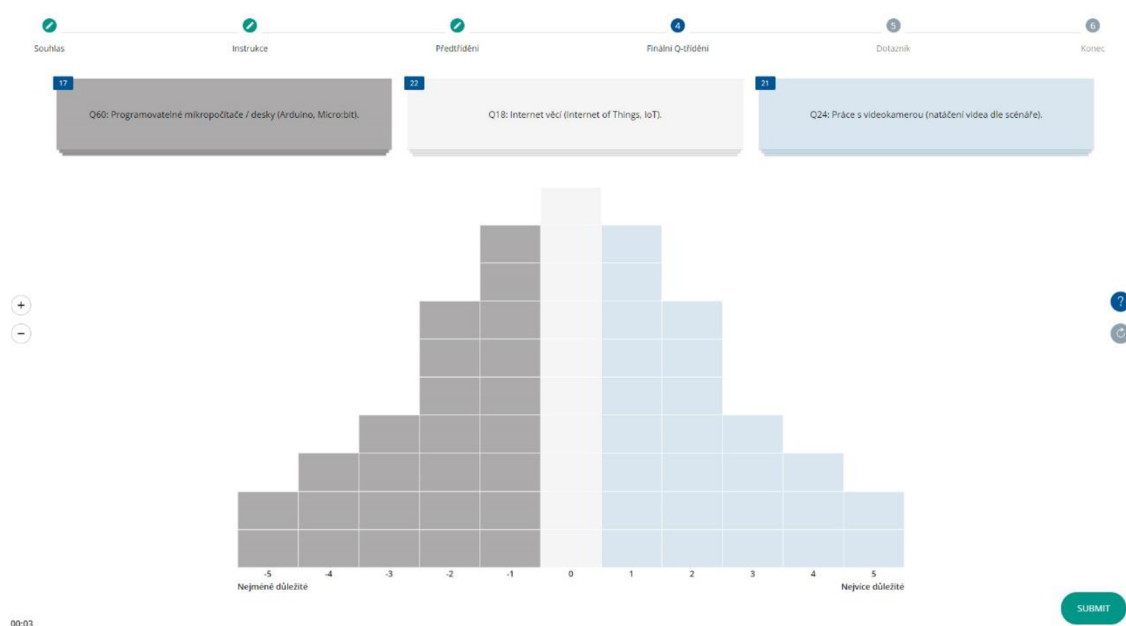 4 5 6
Souhlas Instrukce Předtřídění Finální Q-třídění Dotazník Konec
17 22 21
Q60: Programovatelné mikropočítače / desky (Arduino, Micro:bit).
Q18: Internet věcí (Internet of Things, IoT).
Q24: Práce s videokamerou (natáčení videa dle scénáře).
+
?
−
-5 -4 -3 -2 -1 0 1 2 3 4 5
Nejméně důležité Nejvíce důležité
SUBMIT
00:03